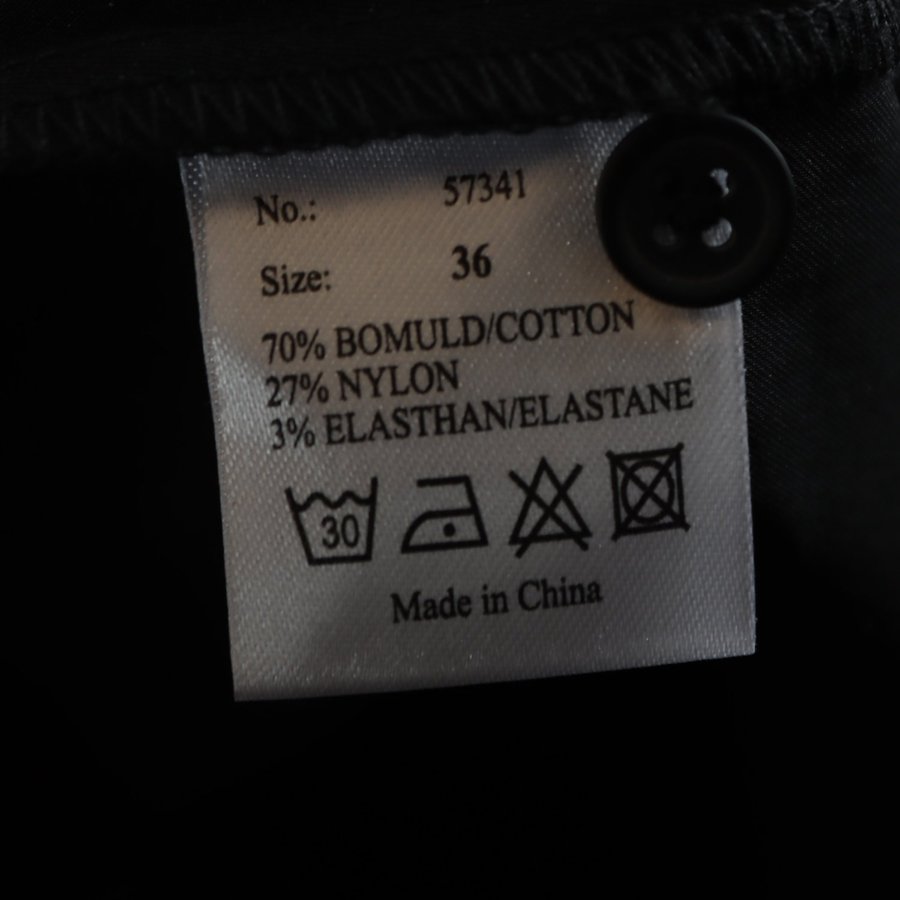 No.: 57341
Size: 36
70% BOMULD/COTTON
27% NYLON
3% ELASTHAN/ELASTANE
30
Made in China